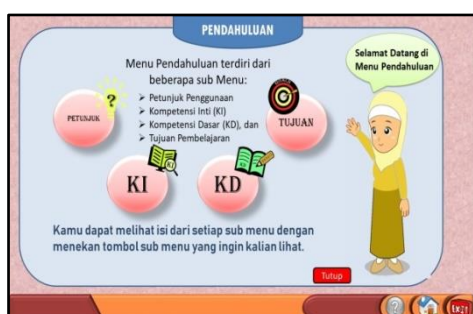 PENDAHULUAN
Menu Pendahuluan terdiri dari
beberapa sub Menu:
➢ Petunjuk Penggunaan
➢ Kompetensi Inti (KI)
➢ Kompetensi Dasar (KD), dan
➢ Tujuan Pembelajaran
Selamat Datang di
Menu Pendahuluan
PETUNJUK
?
TUJUAN
KI
KD
Kamu dapat melihat isi dari setiap sub menu dengan
menekan tombol sub menu yang ingin kalian lihat.
Tutup
?
Exit